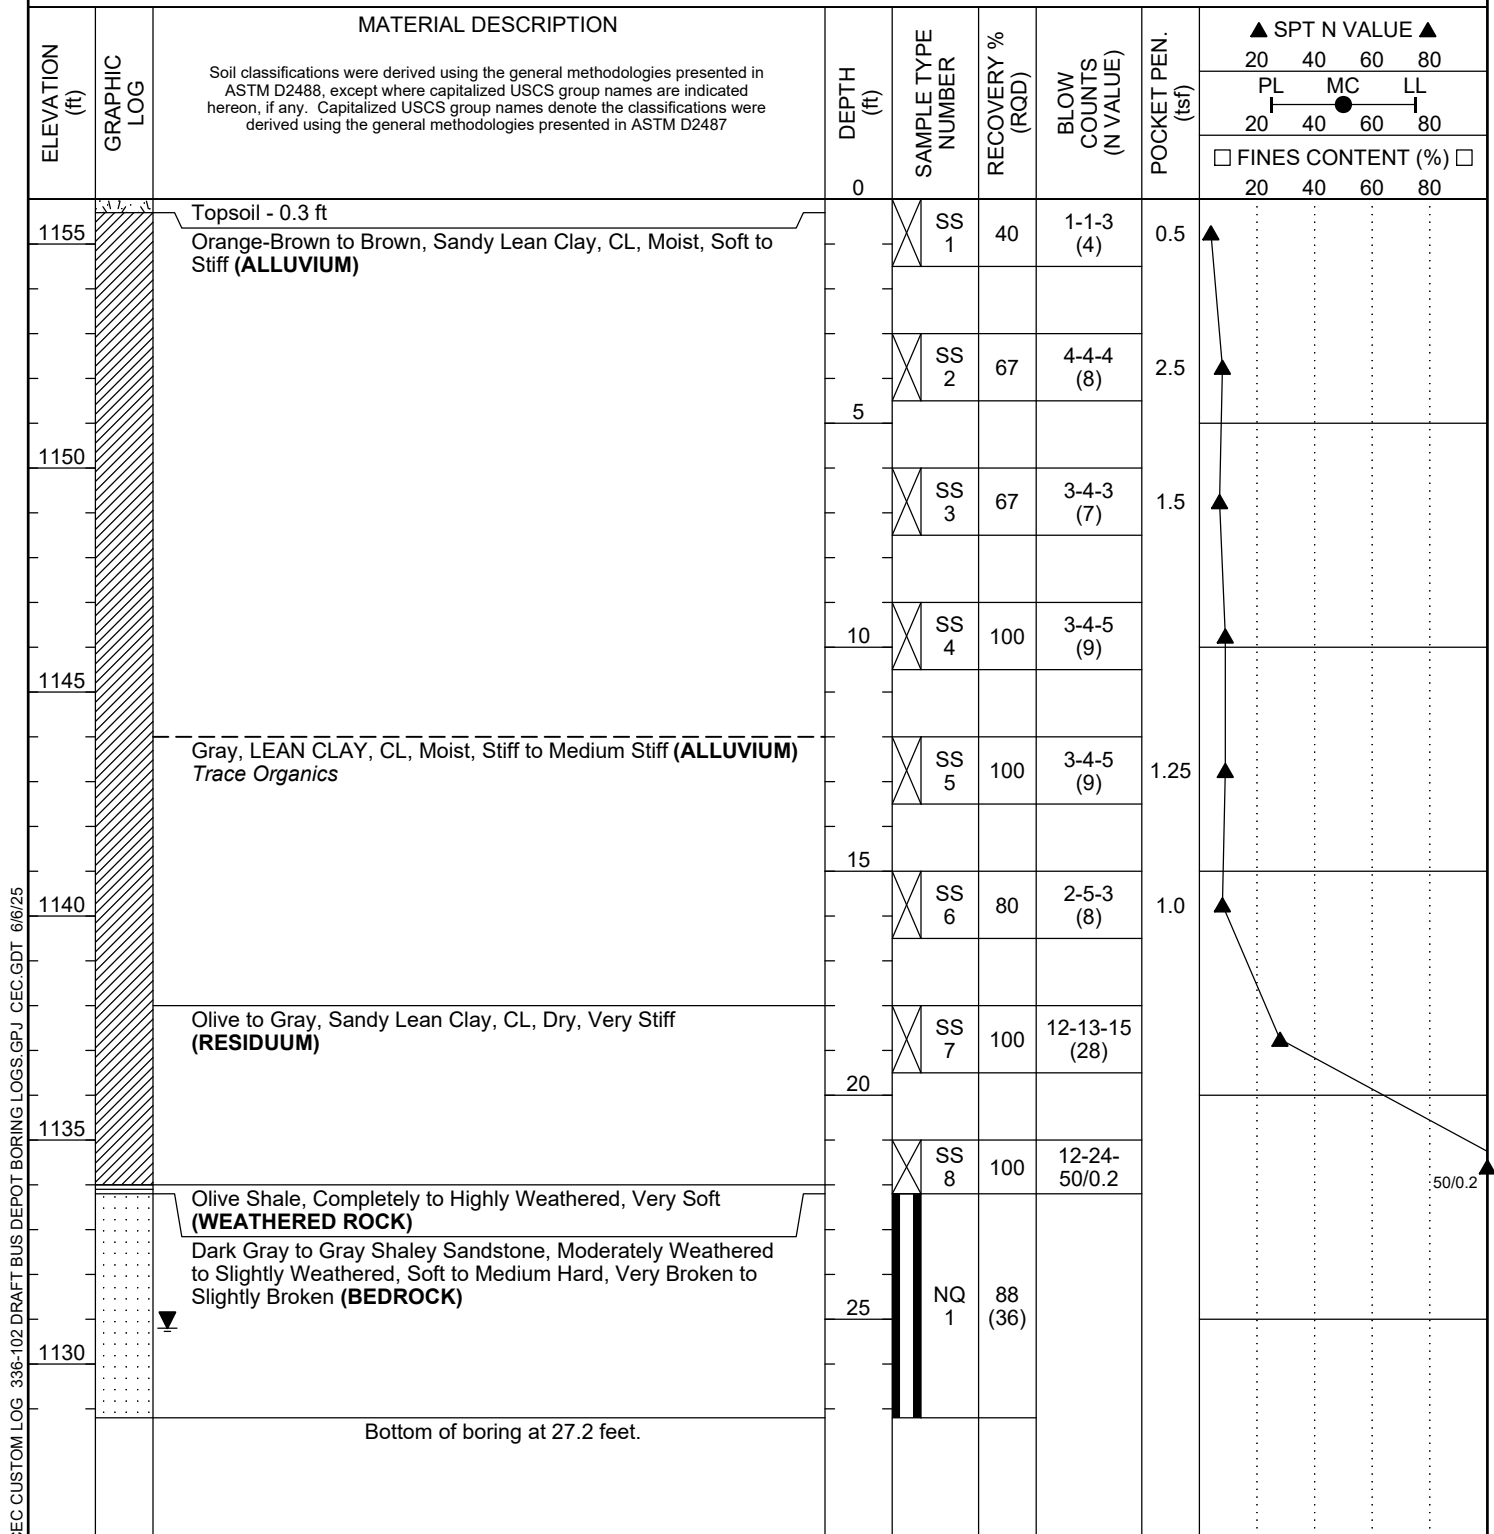 ELEVATION
(ft)
GRAPHIC
LOG
MATERIAL DESCRIPTION
Soil classifications were derived using the general methodologies presented in
ASTM D2488, except where capitalized USCS group names are indicated
hereon, if any. Capitalized USCS group names denote the classifications were
derived using the general methodologies presented in ASTM D2487
DEPTH
(ft)
SAMPLE TYPE
NUMBER
RECOVERY %
(RQD)
BLOW
COUNTS
(N VALUE)
POCKET PEN.
(tsf)
▲ SPT N VALUE ▲
20 40 60 80
PL MC LL
20 40 60 80
□ FINES CONTENT (%) □
20 40 60 80
0
Topsoil - 0.3 ft
1155
Orange-Brown to Brown, Sandy Lean Clay, CL, Moist, Soft to
Stiff (ALLUVIUM)
SS
1
40
1-1-3
(4)
0.5
SS
2
67
4-4-4
(8)
2.5
5
1150
SS
3
67
3-4-3
(7)
1.5
10
SS
4
100
3-4-5
(9)
1145
Gray, LEAN CLAY, CL, Moist, Stiff to Medium Stiff (ALLUVIUM)
Trace Organics
SS
5
100
3-4-5
(9)
1.25
15
1140
SS
6
80
2-5-3
(8)
1.0
Olive to Gray, Sandy Lean Clay, CL, Dry, Very Stiff
(RESIDUUM)
SS
7
100
12-13-15
(28)
20
1135
SS
8
100
12-24-
50/0.2
50/0.2
Olive Shale, Completely to Highly Weathered, Very Soft
(WEATHERED ROCK)
Dark Gray to Gray Shaley Sandstone, Moderately Weathered
to Slightly Weathered, Soft to Medium Hard, Very Broken to
Slightly Broken (BEDROCK)
25
NQ
1
88
(36)
1130
Bottom of boring at 27.2 feet.
CEC CUSTOM LOG 336-102 DRAFT BUS DEPOT BORING LOGS.GPJ CEC.GDT 6/6/25